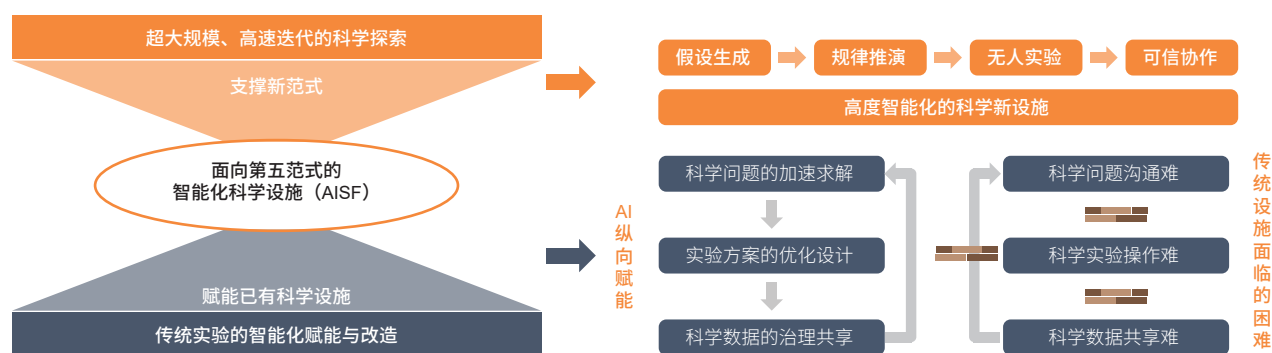 超大规模、高速迭代的科学探索
支撑新范式
面向第五范式的
智能化科学设施（AISF）
赋能已有科学设施
传统实验的智能化赋能与改造
假设生成
规律推演
无人实验
可信协作
高度智能化的科学新设施
AI
纵
向
赋
能
科学问题的加速求解
实验方案的优化设计
科学数据的治理共享
科学问题沟通难
科学实验操作难
科学数据共享难
传
统
设
施
面
临
的
困
难